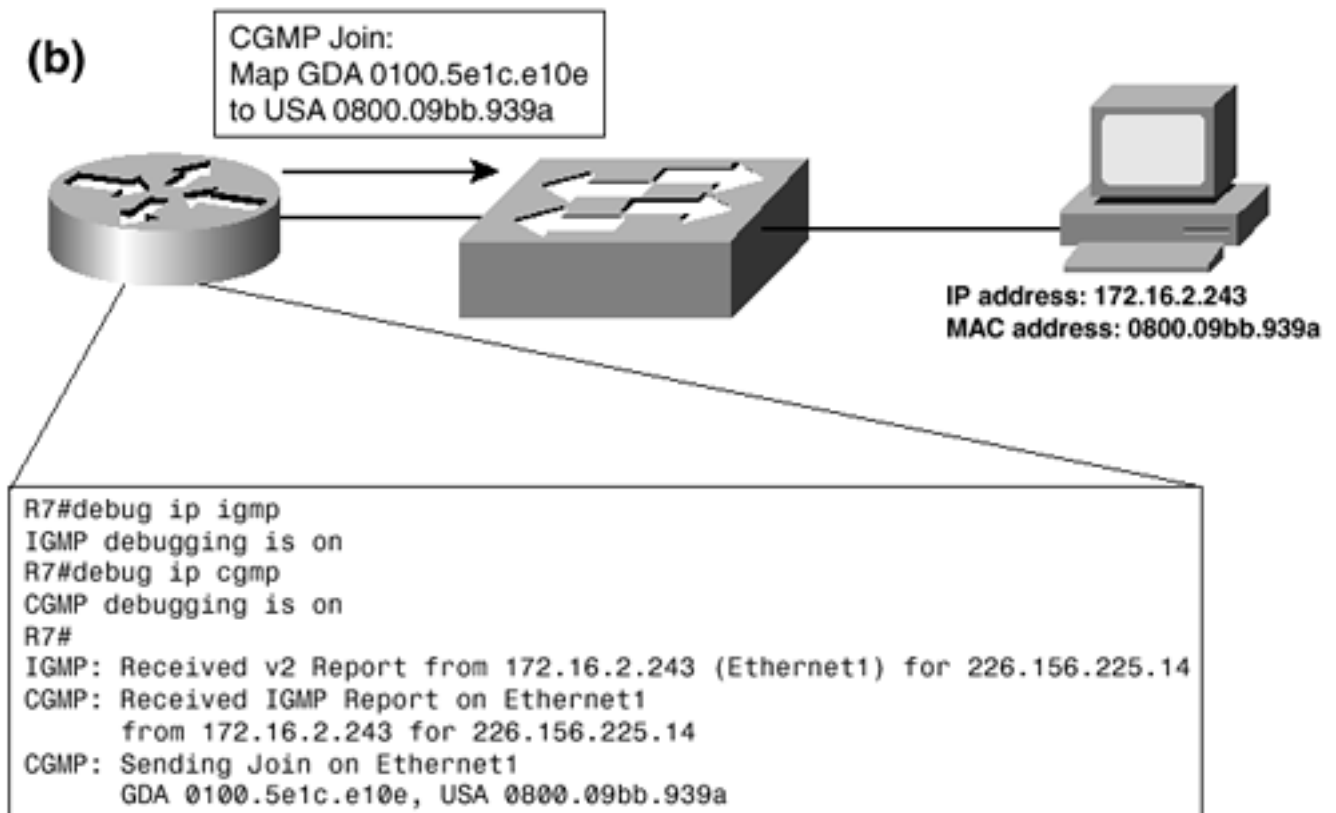 (b)
CGMP Join:
Map GDA 0100.5e1c.e10e
to USA 0800.09bb.939a
IP address: 172.16.2.243
MAC address: 0800.09bb.939a
R7#debug ip igmp
IGMP debugging is on
R7#debug ip cgmp
CGMP debugging is on
R7#
IGMP: Received v2 Report from 172.16.2.243 (Ethernet1) for 226.156.225.14
CGMP: Received IGMP Report on Ethernet1
from 172.16.2.243 for 226.156.225.14
CGMP: Sending Join on Ethernet1
GDA 0100.5e1c.e10e, USA 0800.09bb.939a